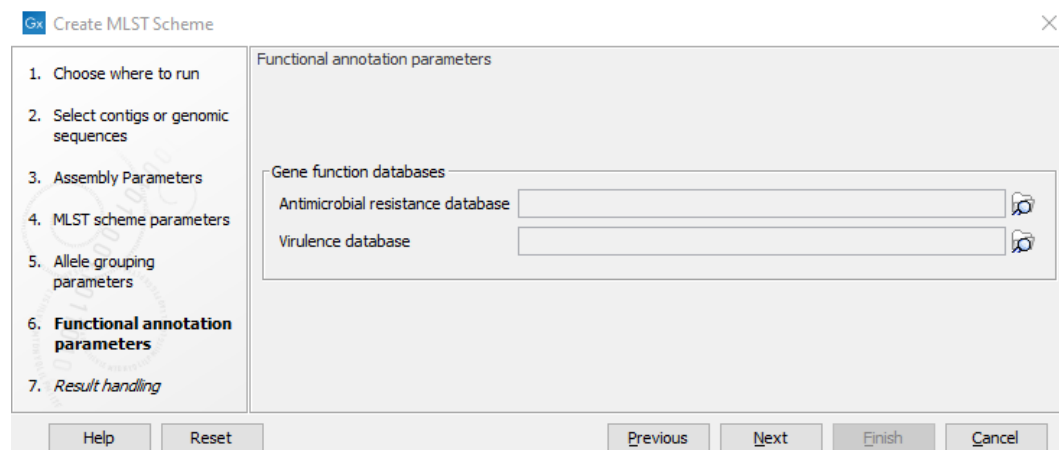 Gx Create MLST Scheme
1. Choose where to run
2. Select contigs or genomic
sequences
3. Assembly Parameters
4. MLST scheme parameters
5. Allele grouping
parameters
6. Functional annotation
parameters
7. Result handling
Functional annotation parameters
Gene function databases
Antimicrobial resistance database
Virulence database
Help Reset Previous Next Finish Cancel